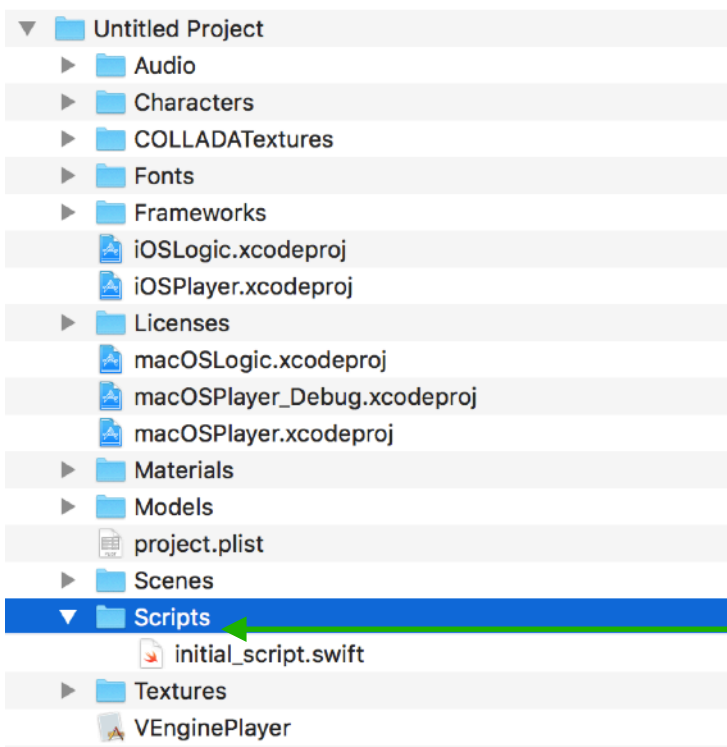 Untitled Project
Audio
Characters
COLLADATextures
Fonts
Frameworks
iOSLogic.xcodeproj
iOSPlayer.xcodeproj
Licenses
macOSLogic.xcodeproj
macOSPlayer_Debug.xcodeproj
macOSPlayer.xcodeproj
Materials
Models
project.plist
Scenes
Scripts
initial_script.swift
Textures
VEnginePlayer